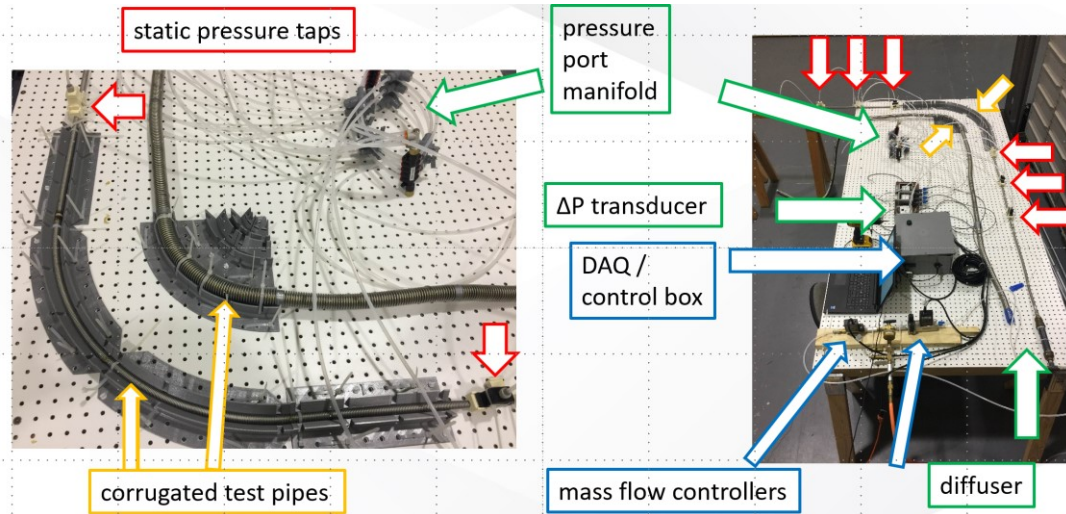 static pressure taps
pressure
port
manifold
ΔP transducer
DAQ /
control box
corrugated test pipes
mass flow controllers
diffuser